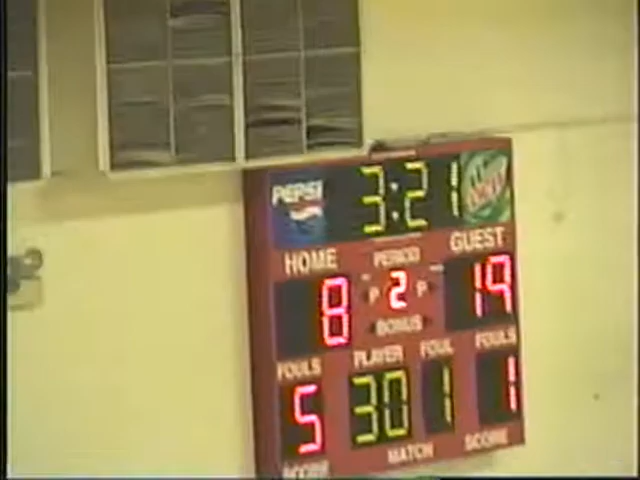 PEPSI 3:21
HOME PERIOD GUEST
8 P 2 P 19
BONUS
FOULS PLAYER FOUL FOULS
5 30 1 1
SCORE MATCH SCORE